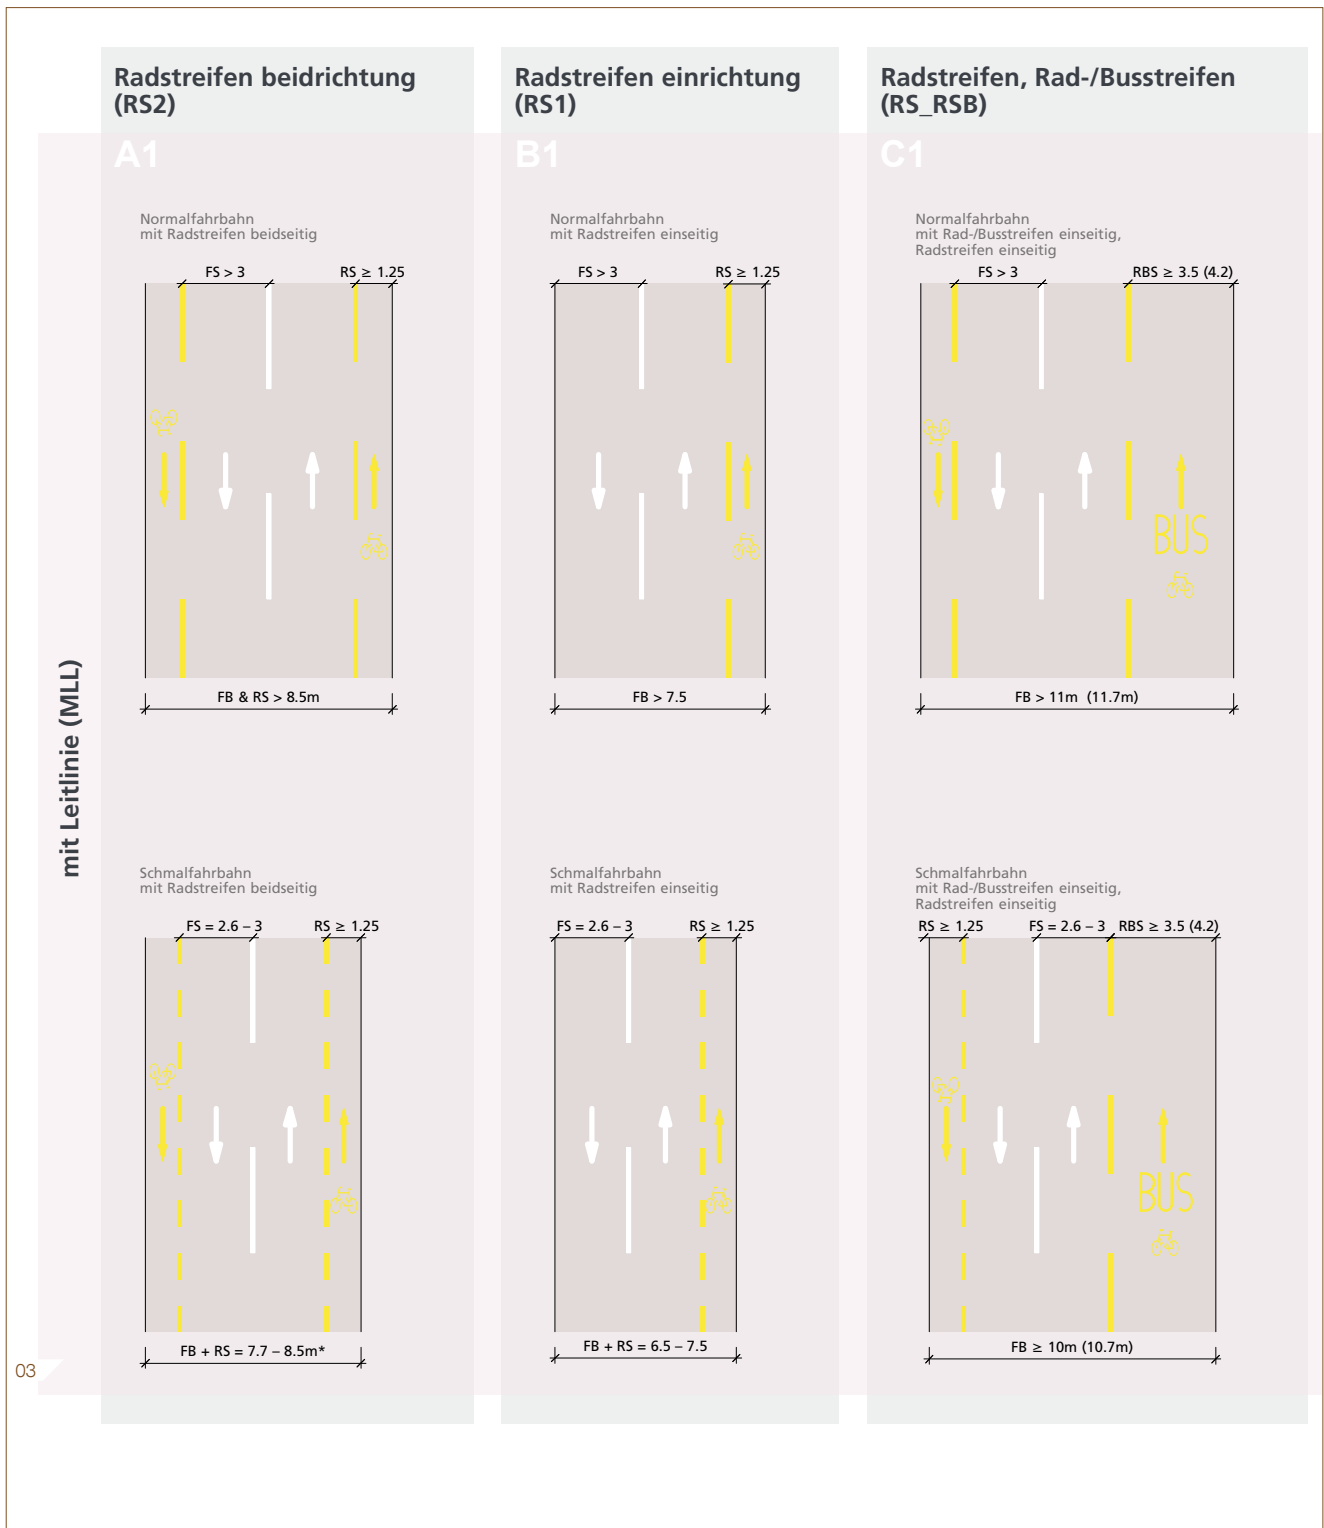 Radstreifen beidrichtung
(RS2)
A1
Normalfahrbahn
mit Radstreifen beidseitig
FS > 3
RS ≥ 1.25
FB & RS > 8.5m
Schmalfahrbahn
mit Radstreifen beidseitig
FS = 2.6 – 3
RS ≥ 1.25
FB + RS = 7.7 – 8.5m*
Radstreifen einrichtung
(RS1)
B1
Normalfahrbahn
mit Radstreifen einseitig
FS > 3
RS ≥ 1.25
FB > 7.5
Schmalfahrbahn
mit Radstreifen einseitig
FS = 2.6 – 3
RS ≥ 1.25
FB + RS = 6.5 – 7.5
Radstreifen, Rad-/Busstreifen
(RS_RSB)
C1
Normalfahrbahn
mit Rad-/Busstreifen einseitig,
Radstreifen einseitig
FS > 3
RBS ≥ 3.5 (4.2)
BUS
FB > 11m (11.7m)
Schmalfahrbahn
mit Rad-/Busstreifen einseitig,
Radstreifen einseitig
RS ≥ 1.25
FS = 2.6 – 3
RBS ≥ 3.5 (4.2)
BUS
FB ≥ 10m (10.7m)
mit Leitlinie (MLL)
03